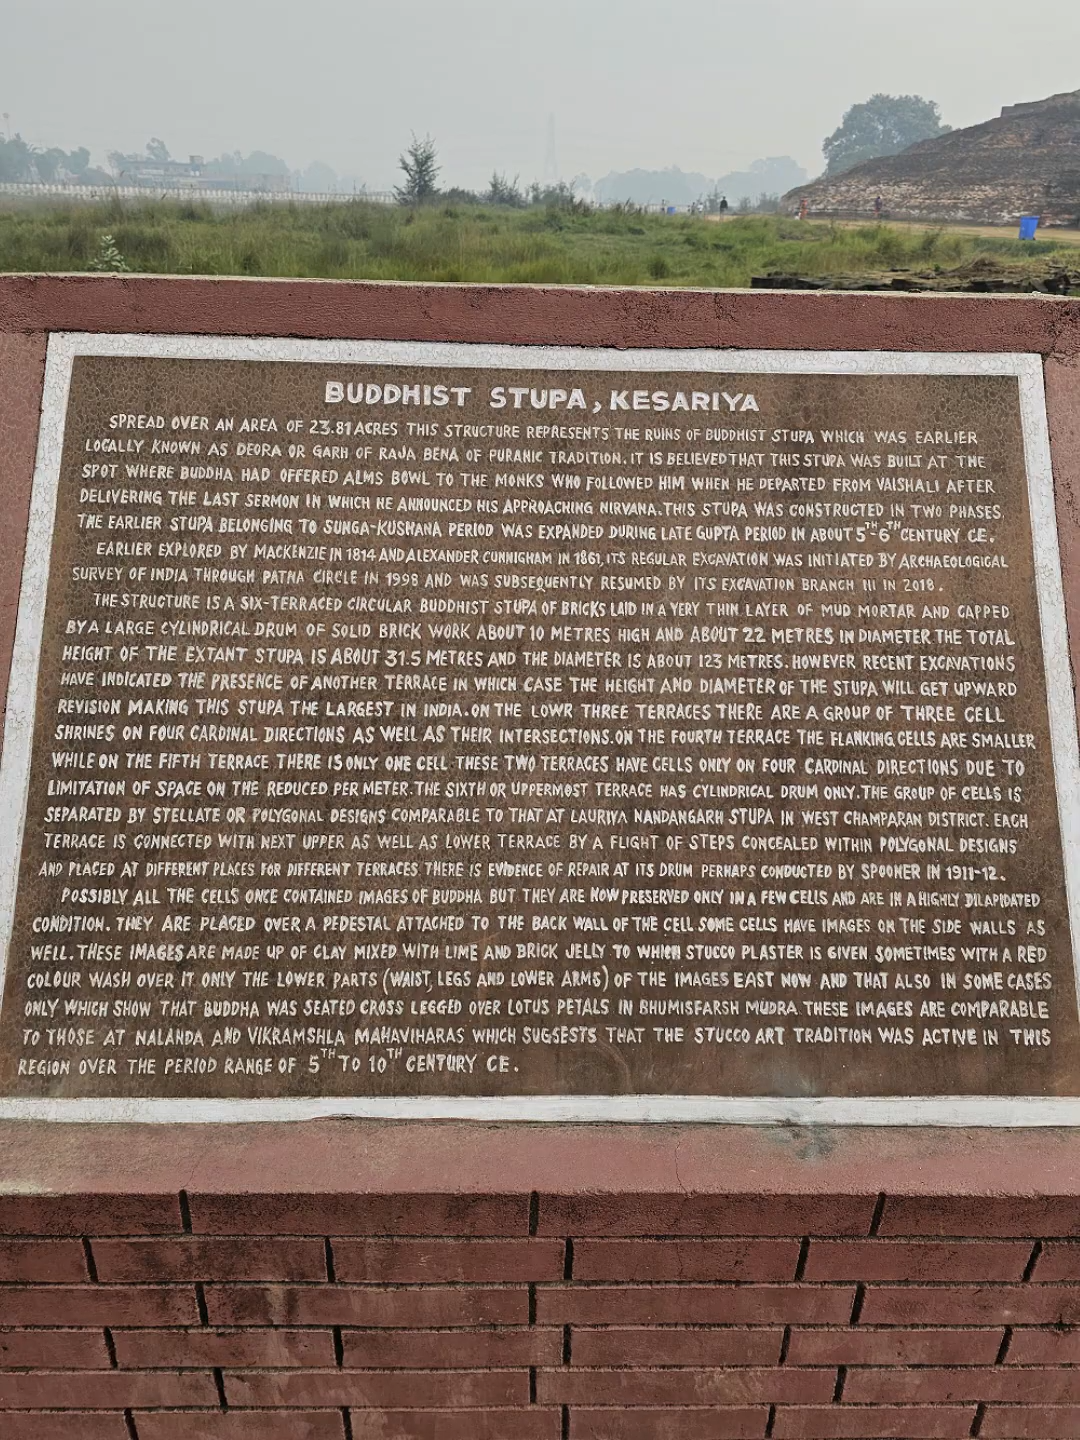 BUDDHIST STUPA, KESARIYA
SPREAD OVER AN AREA OF 23.81 ACRES THIS STRUCTURE REPRESENTS THE RUINS OF BUDDHIST STUPA WHICH WAS EARLIER
LOCALLY KNOWN AS DEORA OR GARH OF RAJA BENA OF PURANIC TRADITION. IT IS BELIEVED THAT THIS STUPA WAS BUILT AT THE
SPOT WHERE BUDDHA HAD OFFERED ALMS BOWL TO THE MONKS WHO FOLLOWED HIM WHEN HE DEPARTED FROM VAISHALI AFTER
DELIVERING THE LAST SERMON IN WHICH HE ANNOUNCED HIS APPROACHING NIRVANA. THIS STUPA WAS CONSTRUCTED IN TWO PHASES.
THE EARLIER STUPA BELONGING TO SUNGA-KUSHANA PERIOD WAS EXPANDED DURING LATE GUPTA PERIOD IN ABOUT 5TH-6TH CENTURY CE.
EARLIER EXPLORED BY MACKENZIE IN 1814 AND ALEXANDER CUNNIGHAM IN 1861, ITS REGULAR EXCAVATION WAS INITIATED BY ARCHAEOLOGICAL
SURVEY OF INDIA THROUGH PATNA CIRCLE IN 1998 AND WAS SUBSEQUENTLY RESUMED BY ITS EXCAVATION BRANCH III IN 2018.
THE STRUCTURE IS A SIX-TERRACED CIRCULAR BUDDHIST STUPA OF BRICKS LAID IN A VERY THIN LAYER OF MUD MORTAR AND CAPPED
BY A LARGE CYLINDRICAL DRUM OF SOLID BRICK WORK ABOUT 10 METRES HIGH AND ABOUT 22 METRES IN DIAMETER THE TOTAL
HEIGHT OF THE EXTANT STUPA IS ABOUT 31.5 METRES AND THE DIAMETER IS ABOUT 123 METRES. HOWEVER RECENT EXCAVATIONS
HAVE INDICATED THE PRESENCE OF ANOTHER TERRACE IN WHICH CASE THE HEIGHT AND DIAMETER OF THE STUPA WILL GET UPWARD
REVISION MAKING THIS STUPA THE LARGEST IN INDIA. ON THE LOWR THREE TERRACES THERE ARE A GROUP OF THREE CELL
SHRINES ON FOUR CARDINAL DIRECTIONS AS WELL AS THEIR INTERSECTIONS. ON THE FOURTH TERRACE THE FLANKING CELLS ARE SMALLER
WHILE ON THE FIFTH TERRACE THERE IS ONLY ONE CELL THESE TWO TERRACES HAVE CELLS ONLY ON FOUR CARDINAL DIRECTIONS DUE TO
LIMITATION OF SPACE ON THE REDUCED PER METER. THE SIXTH OR UPPERMOST TERRACE HAS CYLINDRICAL DRUM ONLY. THE GROUP OF CELLS IS
SEPARATED BY STELLATE OR POLYGONAL DESIGNS COMPARABLE TO THAT AT LAURIYA NANDANGARH STUPA IN WEST CHAMPARAN DISTRICT. EACH
TERRACE IS CONNECTED WITH NEXT UPPER AS WELL AS LOWER TERRACE BY A FLIGHT OF STEPS CONCEALED WITHIN POLYGONAL DESIGNS
AND PLACED AT DIFFERENT PLACES FOR DIFFERENT TERRACES THERE IS EVIDENCE OF REPAIR AT ITS DRUM PERHAPS CONDUCTED BY SPOONER IN 1911-12.
POSSIBLY ALL THE CELLS ONCE CONTAINED IMAGES OF BUDDHA BUT THEY ARE NOW PRESERVED ONLY IN A FEW CELLS AND ARE IN A HIGHLY DILAPIDATED
CONDITION. THEY ARE PLACED OVER A PEDESTAL ATTACHED TO THE BACK WALL OF THE CELL SOME CELLS HAVE IMAGES ON THE SIDE WALLS AS
WELL. THESE IMAGES ARE MADE UP OF CLAY MIXED WITH LIME AND BRICK JELLY TO WHICH STUCCO PLASTER IS GIVEN SOMETIMES WITH A RED
COLOUR WASH OVER IT ONLY THE LOWER PARTS (WAIST, LEGS AND LOWER ARMS) OF THE IMAGES EAST NOW AND THAT ALSO IN SOME CASES
ONLY WHICH SHOW THAT BUDDHA WAS SEATED CROSS LEGGED OVER LOTUS PETALS IN BHUMISFARSH MUDRA THESE IMAGES ARE COMPARABLE
TO THOSE AT NALANDA AND VIKRAMSHLA MAHAVIHARAS WHICH SUGSESTS THAT THE STUCCO ART TRADITION WAS ACTIVE IN THIS
REGION OVER THE PERIOD RANGE OF 5TH TO 10TH CENTURY CE.